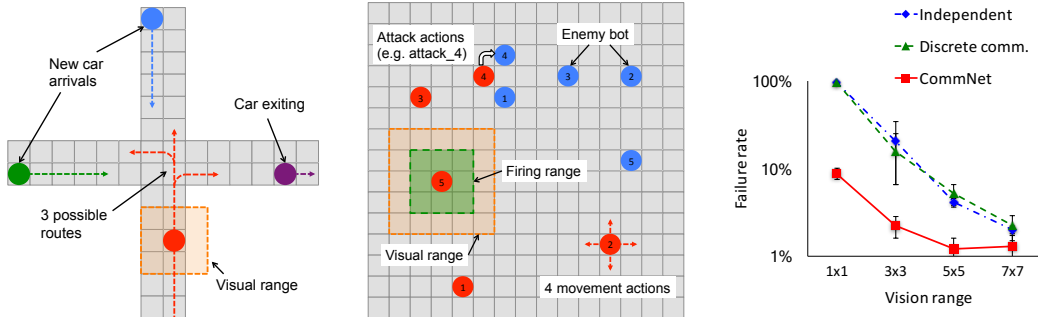 New car
arrivals
Car exiting
3 possible
routes
Visual range
Attack actions
(e.g. attack_4)
Enemy bot
4
4
3
2
3
1
5
5
Firing range
2
Visual range
4 movement actions
1
Independent
Discrete comm.
CommNet
100%
10%
1%
Failure rate
1x1 3x3 5x5 7x7
Vision range